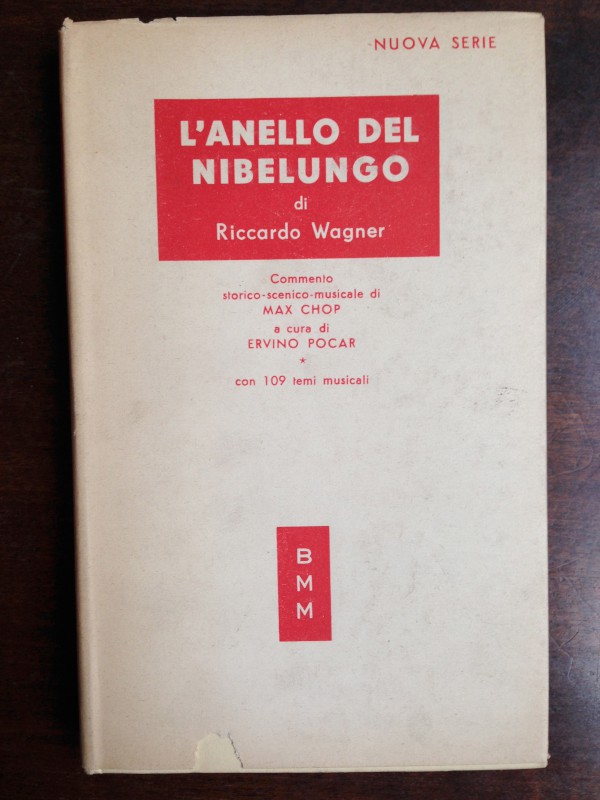 NUOVA SERIE
L'ANELLO DEL
NIBELUNGO
di
Riccardo Wagner
Commento
storico-scenico-musicale di
MAX CHOP
a cura di
ERVINO POCAR
*
con 109 temi musicali
B
M
M